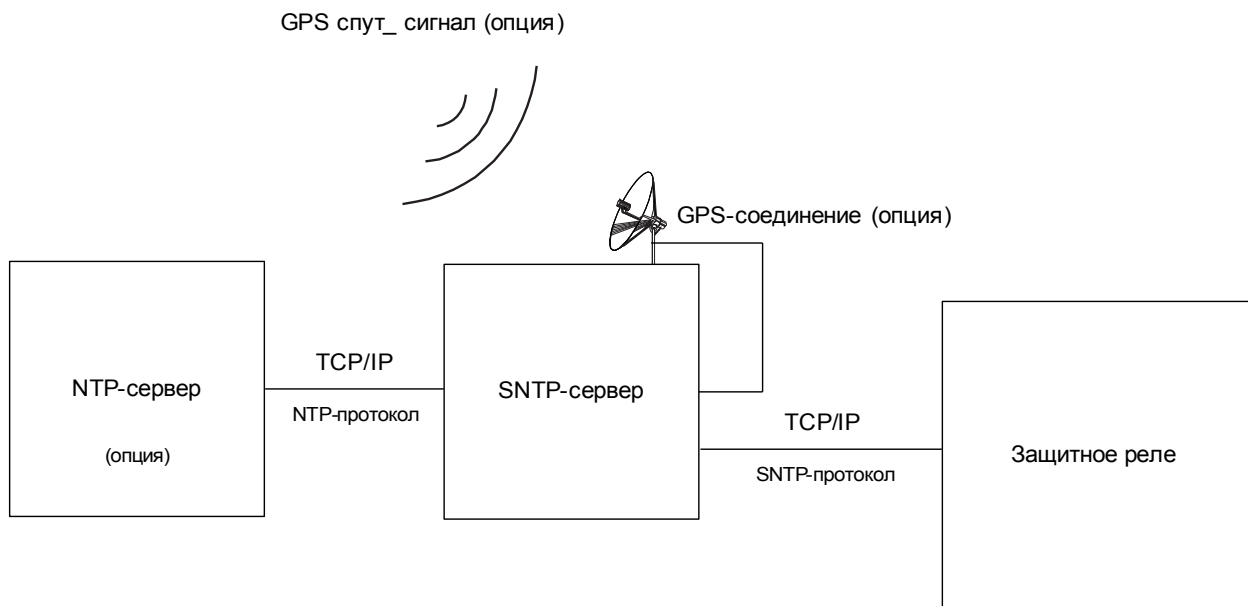 GPS спут_ сигнал (опция)
GPS-соединение (опция)
NTP-сервер
(опция)
TCP/IP
NTP-протокол
SNTP-сервер
TCP/IP
SNTP-протокол
Защитное реле